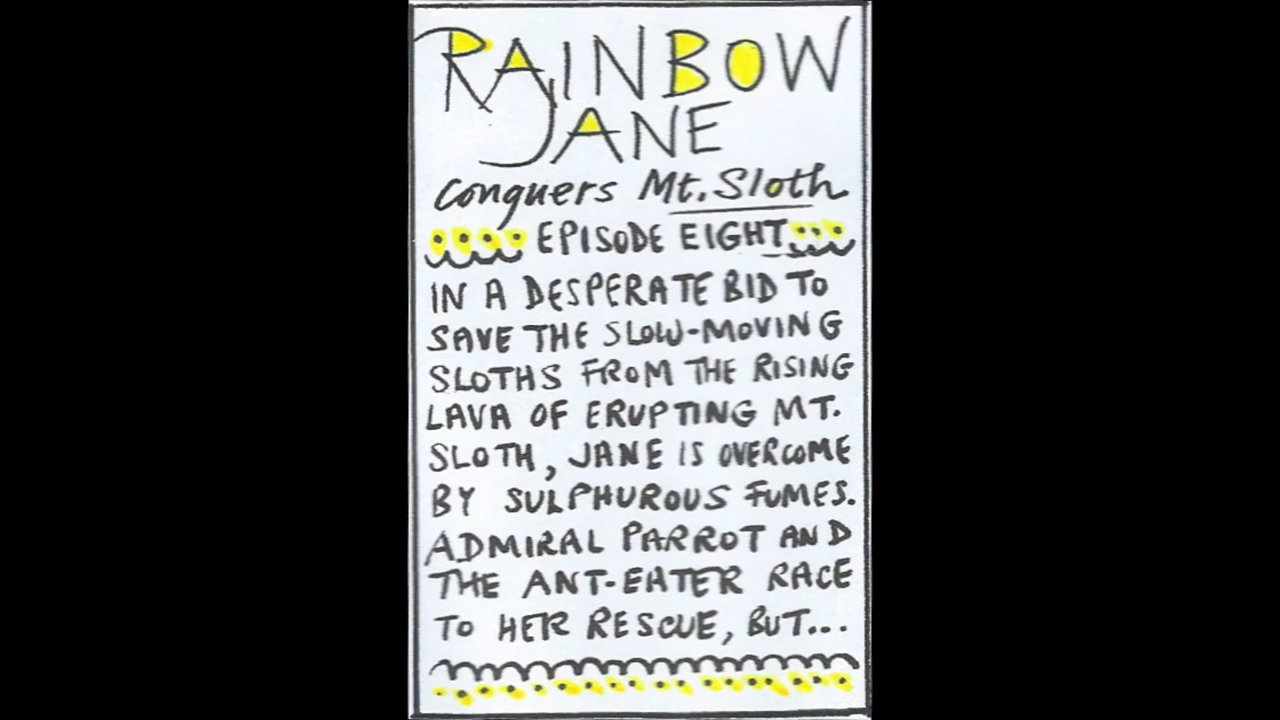 RAINBOW
JANE
conquers Mt. Sloth
EPISODE EIGHT
IN A DESPERATE BID TO
SAVE THE SLOW-MOVING
SLOTHS FROM THE RISING
LAVA OF ERUPTING MT.
SLOTH, JANE IS OVERCOME
BY SULPHUROUS FUMES.
ADMIRAL PARROT AND
THE ANT-EATER RACE
TO HER RESCUE, BUT...